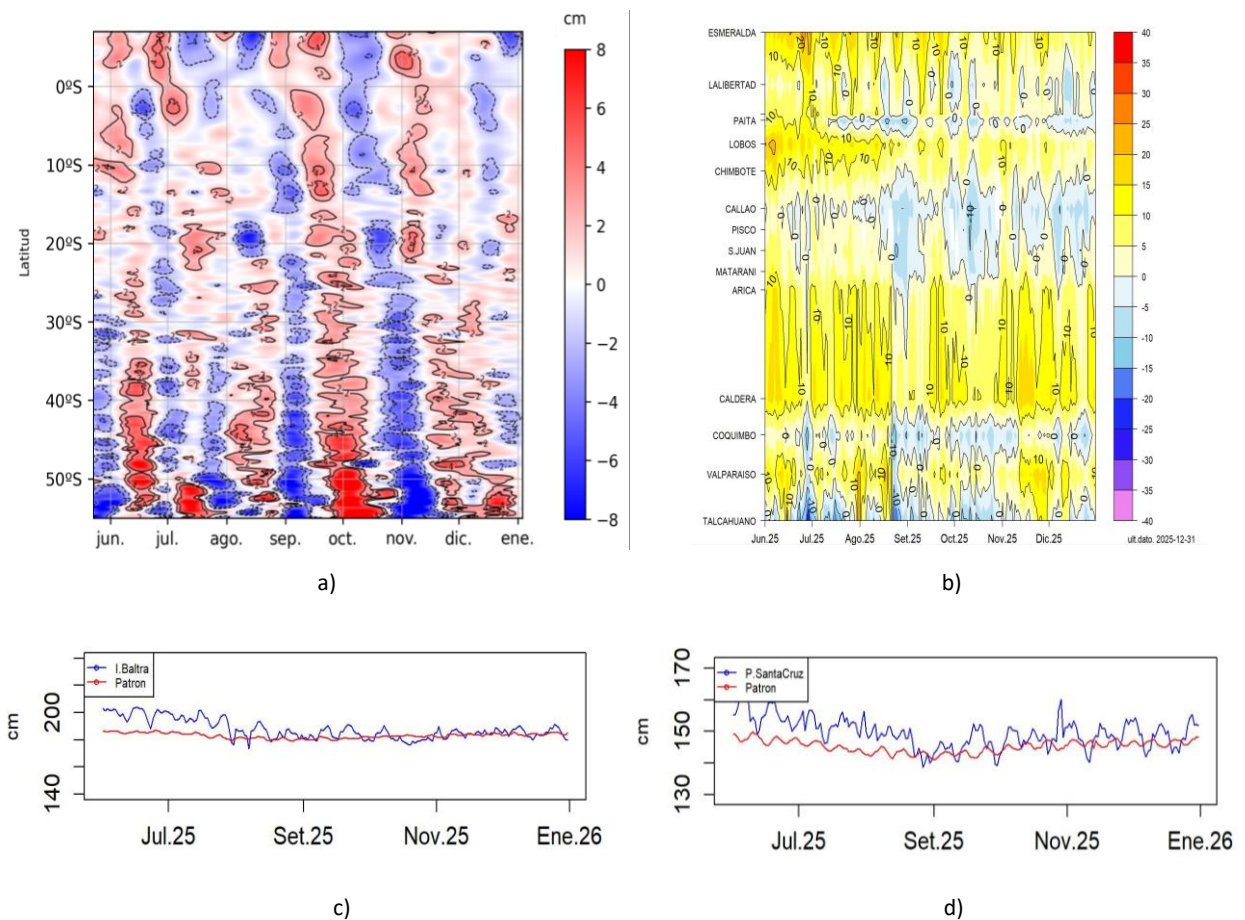 cm
8
6
4
2
0
−2
−4
−6
−8
Latitud
0ºS
10ºS
20ºS
30ºS
40ºS
50ºS
jun. jul. ago. sep. oct. nov. dic. ene.
a)
ESMERALDA
LALIBERTAD
PAITA
LOBOS
CHIMBOTE
CALLAO
PISCO
S.JUAN
MATARANI
ARICA
CALDERA
COQUIMBO
VALPARAISO
TALCAHUANO
Jun.25 Jul.25 Ago.25 Set.25 Oct.25 Nov.25 Dic.25
ult.dato. 2025-12-31
40
35
30
25
20
15
10
5
0
-5
-10
-15
-20
-25
-30
-35
-40
b)
I.Baltra
Patron
cm
200
140
Jul.25 Set.25 Nov.25 Ene.26
c)
P.SantaCruz
Patron
cm
170
150
130
Jul.25 Set.25 Nov.25 Ene.26
d)